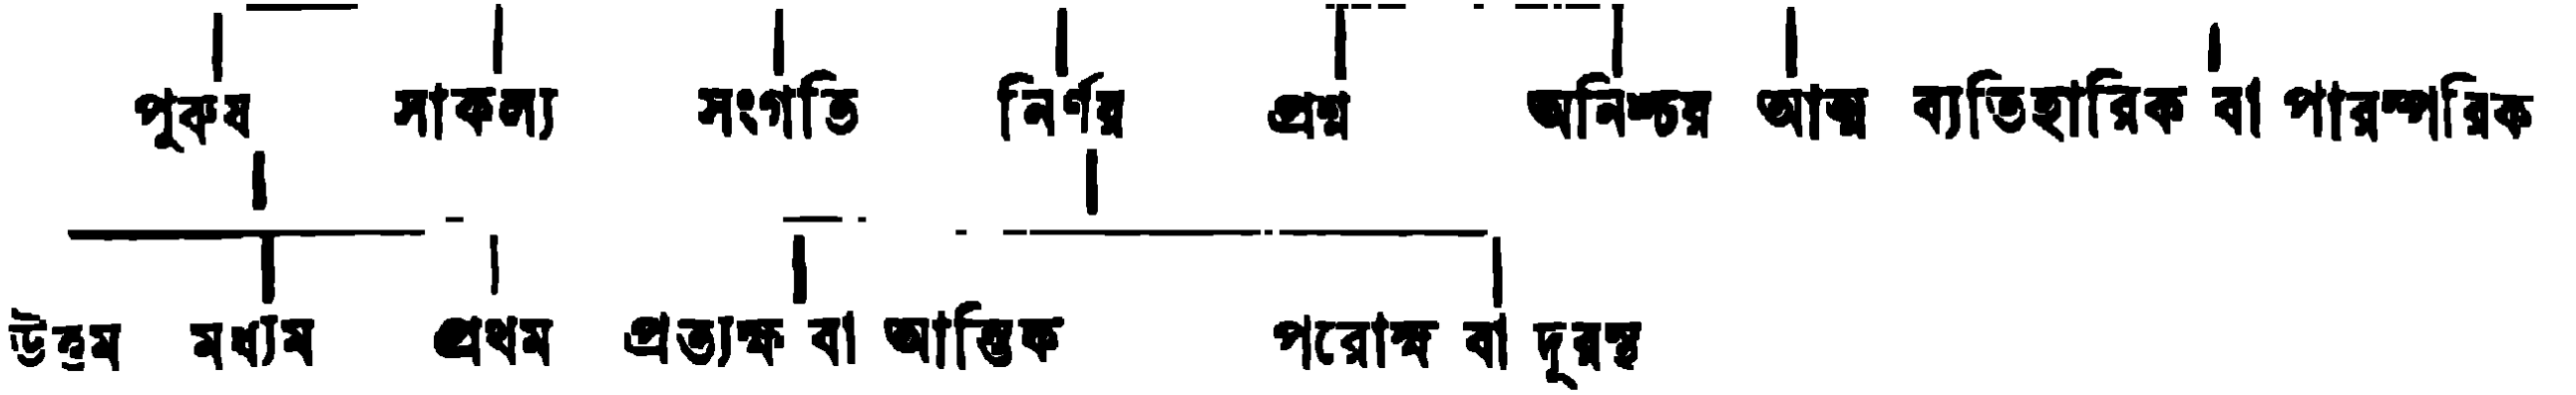 পুরুষ সাকল্য সংগতি নির্ণয় প্রশ্ন অনিশ্চয় আত্ম ব্যতিহারিক বা পারস্পরিক
উত্তম মধ্যম প্রথম প্রত্যক্ষ বা আন্তিক পরোক্ষ বা দূরস্থ